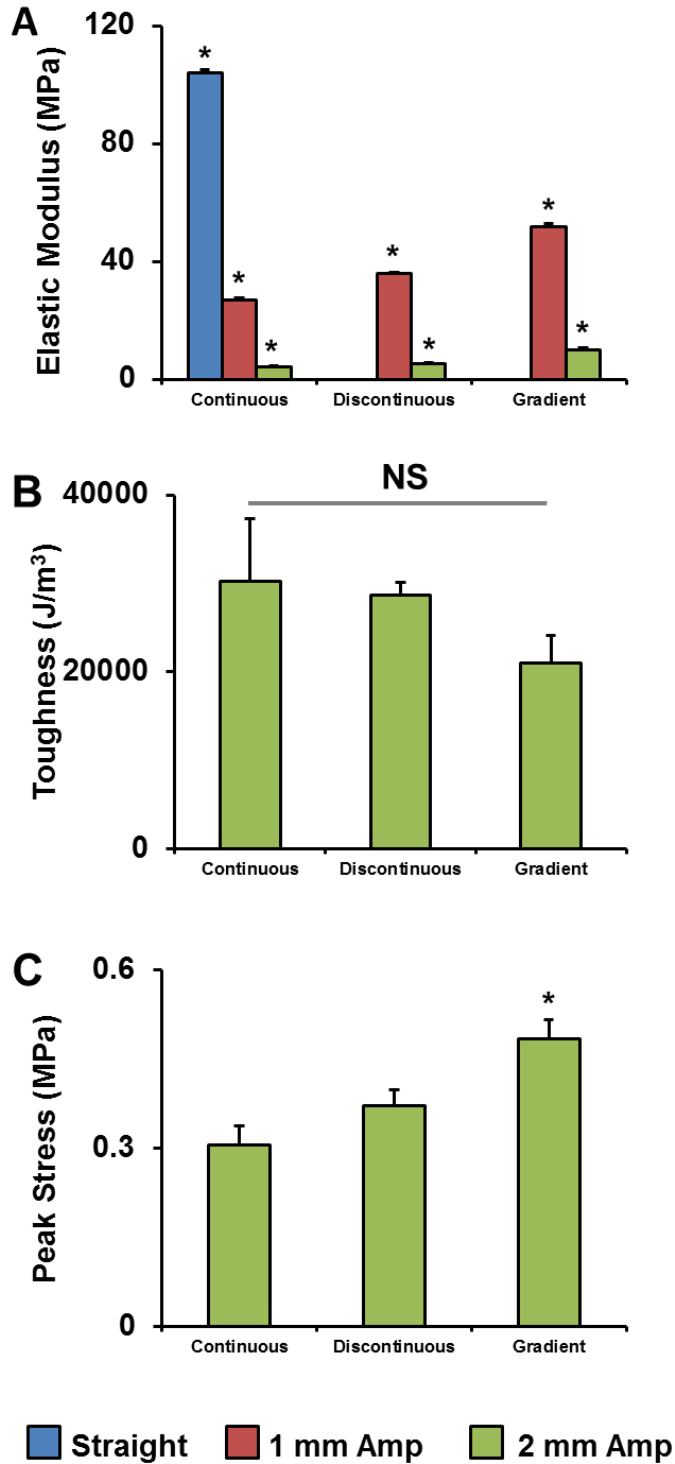 A
Elastic Modulus (MPa)
120
80
40
0
*
*
*
*
*
*
*
Continuous
Discontinuous
Gradient
B
NS
Toughness (J/m³)
40000
20000
0
Continuous
Discontinuous
Gradient
C
Peak Stress (MPa)
0.6
0.3
0
*
Continuous
Discontinuous
Gradient
Straight
1 mm Amp
2 mm Amp